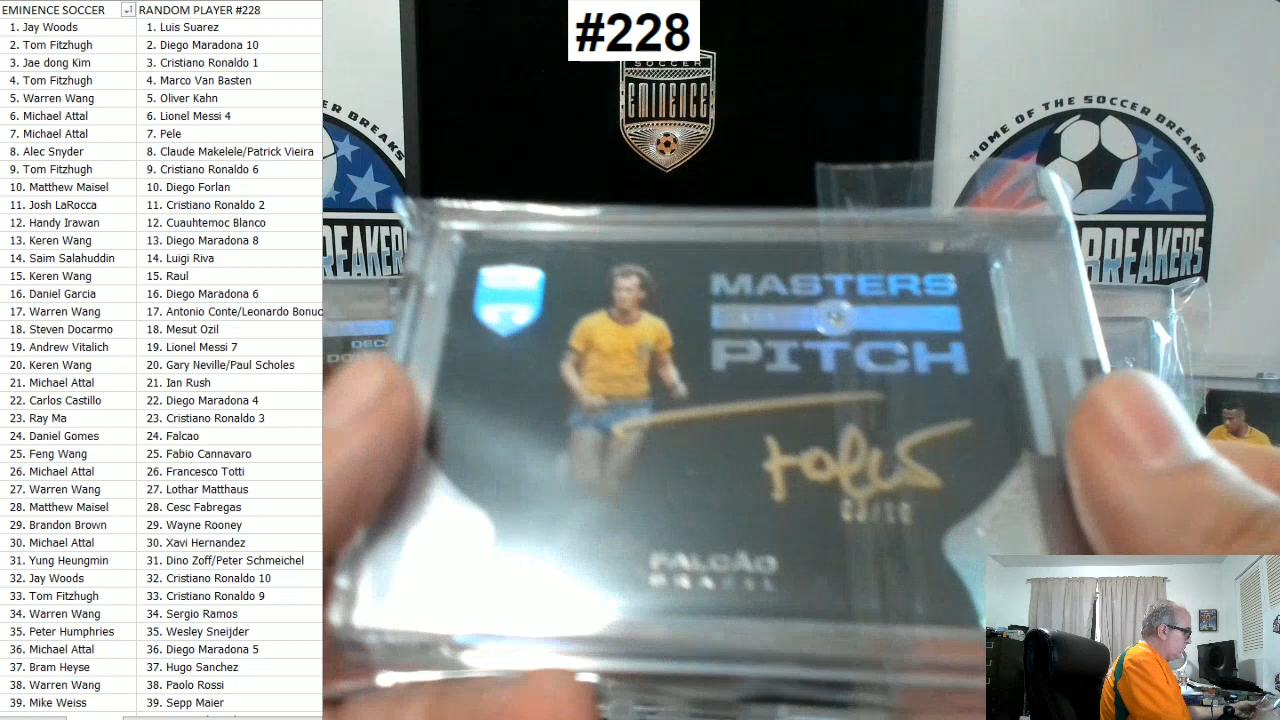 EMINENCE SOCCER RANDOM PLAYER #228
1. Jay Woods 1. Luis Suarez
2. Tom Fitzhugh 2. Diego Maradona 10
3. Jae dong Kim 3. Cristiano Ronaldo 1
4. Tom Fitzhugh 4. Marco Van Basten
5. Warren Wang 5. Oliver Kahn
6. Michael Attal 6. Lionel Messi 4
7. Michael Attal 7. Pele
8. Alec Snyder 8. Claude Makelele/Patrick Vieira
9. Tom Fitzhugh 9. Cristiano Ronaldo 6
10. Matthew Maisel 10. Diego Forlan
11. Josh LaRocca 11. Cristiano Ronaldo 2
12. Handy Irawan 12. Cuauhtemoc Blanco
13. Keren Wang 13. Diego Maradona 8
14. Saim Salahuddin 14. Luigi Riva
15. Keren Wang 15. Raul
16. Daniel Garcia 16. Diego Maradona 6
17. Warren Wang 17. Antonio Conte/Leonardo Bonuc
18. Steven Docarmo 18. Mesut Ozil
19. Andrew Vitalich 19. Lionel Messi 7
20. Keren Wang 20. Gary Neville/Paul Scholes
21. Michael Attal 21. Ian Rush
22. Carlos Castillo 22. Diego Maradona 4
23. Ray Ma 23. Cristiano Ronaldo 3
24. Daniel Gomes 24. Falcao
25. Feng Wang 25. Fabio Cannavaro
26. Michael Attal 26. Francesco Totti
27. Warren Wang 27. Lothar Matthaus
28. Matthew Maisel 28. Cesc Fabregas
29. Brandon Brown 29. Wayne Rooney
30. Michael Attal 30. Xavi Hernandez
31. Yung Heungmin 31. Dino Zoff/Peter Schmeichel
32. Jay Woods 32. Cristiano Ronaldo 10
33. Tom Fitzhugh 33. Cristiano Ronaldo 9
34. Warren Wang 34. Sergio Ramos
35. Peter Humphries 35. Wesley Sneijder
36. Michael Attal 36. Diego Maradona 5
37. Bram Heyse 37. Hugo Sanchez
38. Warren Wang 38. Paolo Rossi
39. Mike Weiss 39. Sepp Maier
#228
SOCCER
EMINENCE
ER BREAKS
REAKER
HOME OF THE SOCCER BREAKS
BREAKERS
MASTERS
PITCH
Falcão
FALCÃO
BRAZIL